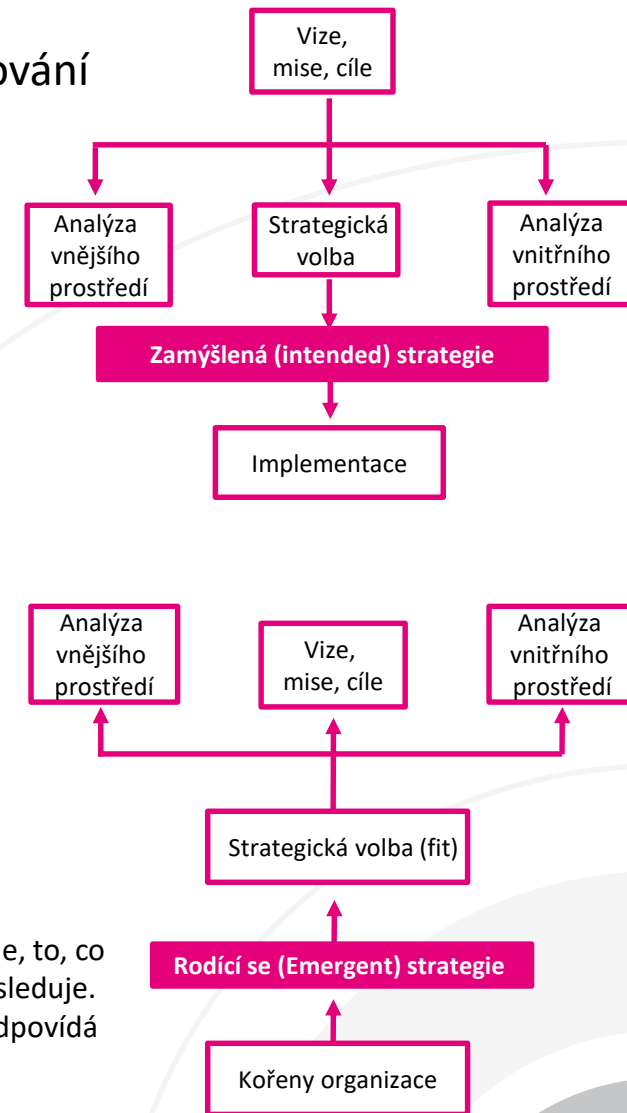 ování
Vize,
mise, cíle
Analýza
vnějšího
prostředí
Strategická
volba
Analýza
vnitřního
prostředí
Zamýšlená (intended) strategie
Implementace
Analýza
vnějšího
prostředí
Vize,
mise, cíle
Analýza
vnitřního
prostředí
Strategická volba (fit)
e, to, co
sleduje.
dpovídá
Rodící se (Emergent) strategie
Kořeny organizace